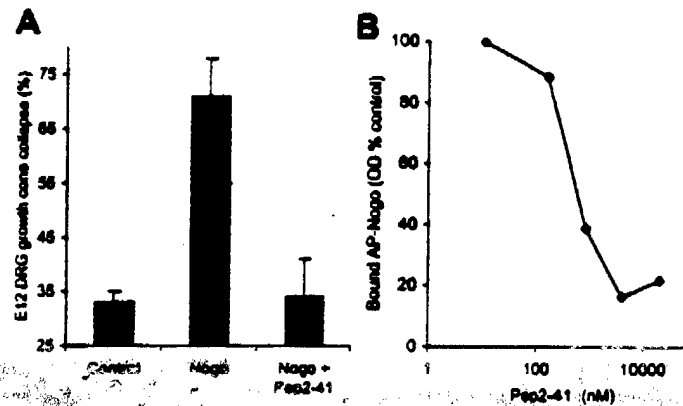 A
E12 DRG growth cone collapse (%)
75
65
55
45
35
25
Control
Nogo
Nogo +
Pep2-41
B
Bound AP-Nogo (OD % control)
100
80
60
40
20
0
1
100
10000
Pep2-41 (nM)